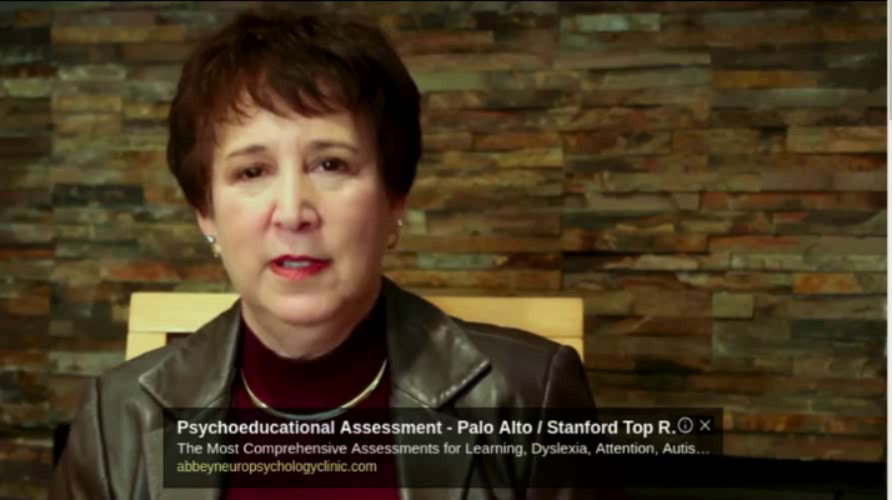 Psychoeducational Assessment - Palo Alto / Stanford Top R...
The Most Comprehensive Assessments for Learning, Dyslexia, Attention, Autis...
abbeyneuropsychologyclinic.com